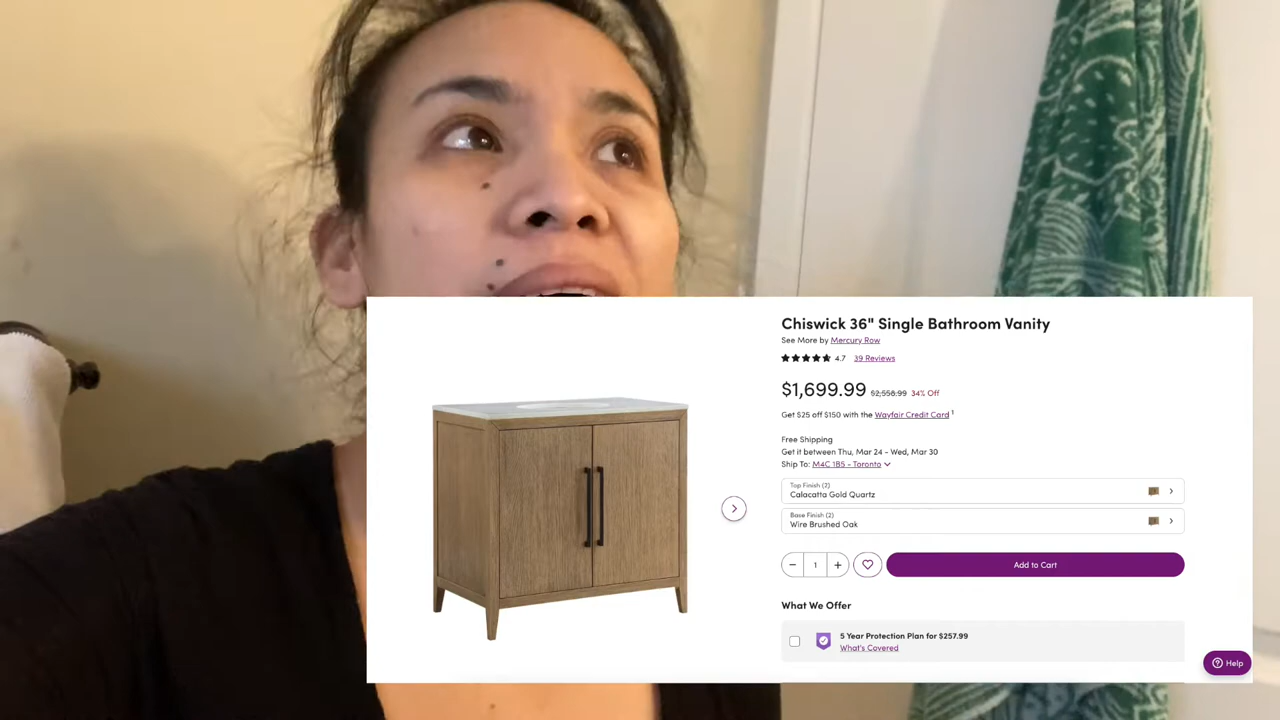 Chiswick 36" Single Bathroom Vanity
See More by Mercury Row
4.7 39 Reviews
$1,699.99 $2,558.99 34% Off
Get $25 off $150 with the Wayfair Credit Card 1
Free Shipping
Get it between Thu, Mar 24 - Wed, Mar 30
Ship To: M4C 1B5 - Toronto
Top Finish (2)
Calacatta Gold Quartz
Base Finish (2)
Wire Brushed Oak
1
Add to Cart
What We Offer
5 Year Protection Plan for $257.99
What's Covered
Help